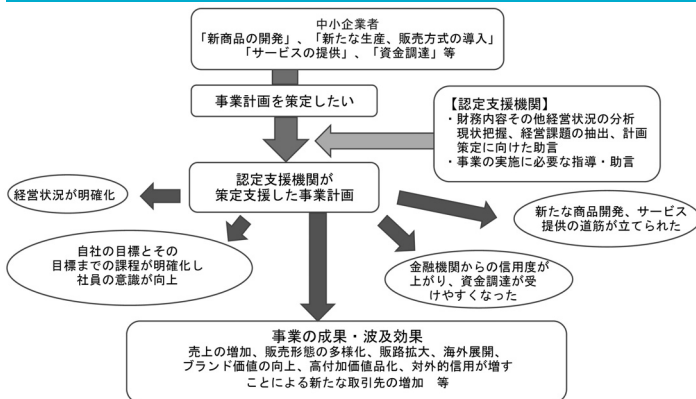 中小企業者
「新商品の開発」、「新たな生産、販売方式の導入」
「サービスの提供」、「資金調達」等
事業計画を策定したい
【認定支援機関】
・財務内容その他経営状況の分析
現状把握、経営課題の抽出、計画
策定に向けた助言
・事業の実施に必要な指導・助言
認定支援機関が
策定支援した事業計画
経営状況が明確化
新たな商品開発、サービス
提供の道筋が立てられた
自社の目標とその
目標までの課程が明確化し
社員の意識が向上
金融機関からの信用度が
上がり、資金調達が受
けやすくなった
事業の成果・波及効果
売上の増加、販売形態の多様化、販路拡大、海外展開、
ブランド価値の向上、高付加価値品化、対外的信用が増す
ことによる新たな取引先の増加　等